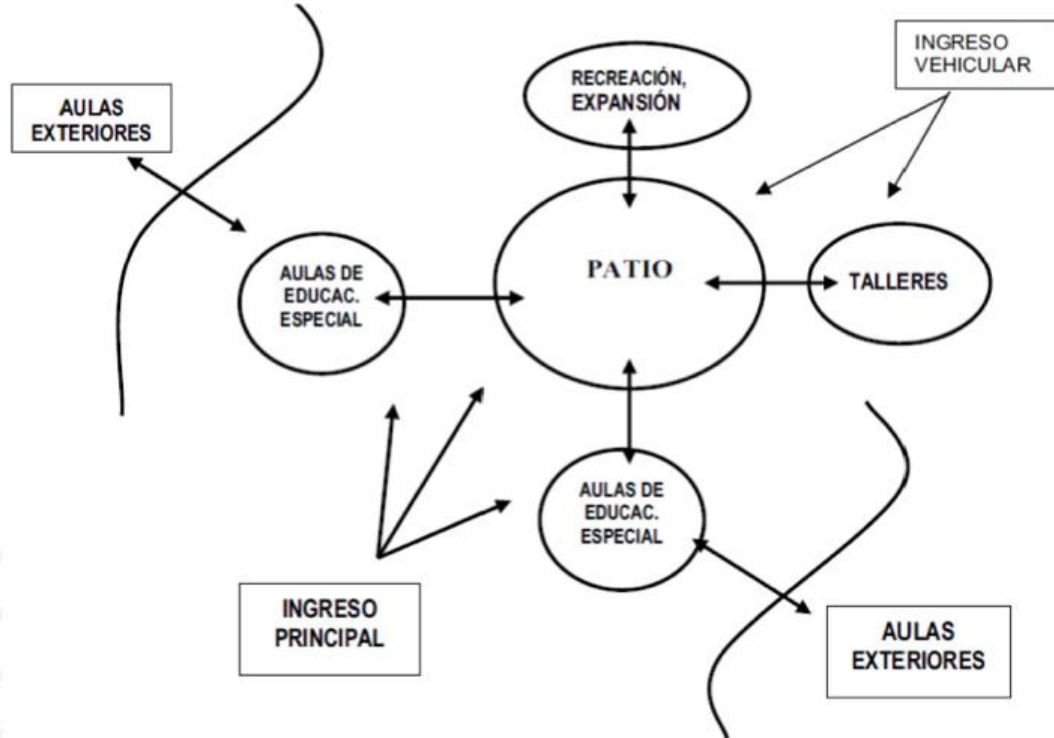 INGRESO
VEHICULAR
RECREACIÓN,
EXPANSIÓN
AULAS
EXTERIORES
PATIO
TALLERES
AULAS DE
EDUCAC.
ESPECIAL
AULAS DE
EDUCAC.
ESPECIAL
INGRESO
PRINCIPAL
AULAS
EXTERIORES